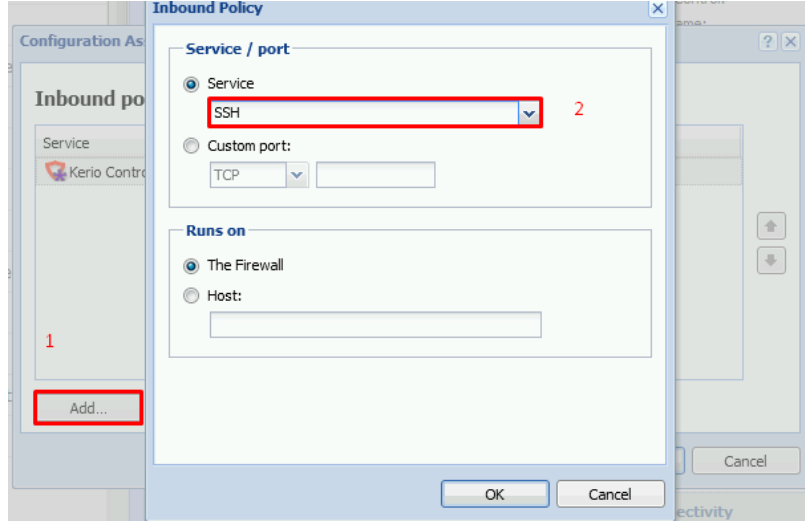 Inbound Policy
Configuration As
Service / port
Service
SSH
2
Inbound po
Custom port:
TCP
Service
Kerio Contro
Runs on
The Firewall
Host:
1
Add...
OK
Cancel
Cancel
ectivity